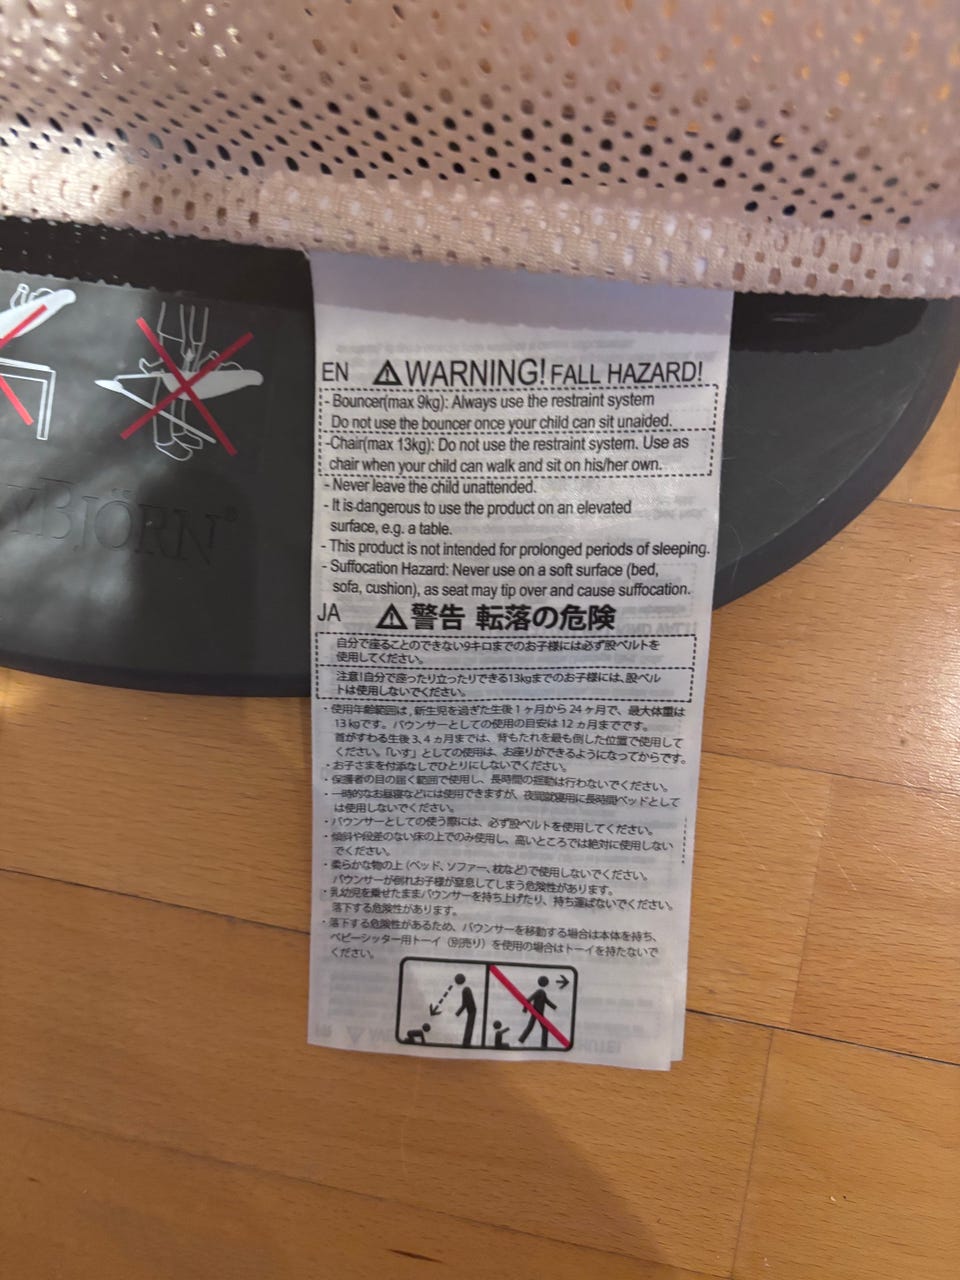 EN ⚠WARNING! FALL HAZARD!
- Bouncer(max 9kg): Always use the restraint system
Do not use the bouncer once your child can sit unaided.
-Chair(max 13kg): Do not use the restraint system. Use as
chair when your child can walk and sit on his/her own.
- Never leave the child unattended.
- It is dangerous to use the product on an elevated
surface, e.g. a table.
- This product is not intended for prolonged periods of sleeping.
- Suffocation Hazard: Never use on a soft surface (bed,
sofa, cushion), as seat may tip over and cause suffocation.
JA ⚠警告 転落の危険
自分で座ることのできない9キロまでのお子様には必ず股ベルトを
使用してください。
注意!自分で座ったり立ったりできる13kgまでのお子様には、股ベル
トは使用しないでください。
・使用年齢範囲は，新生児を過ぎた生後1ヶ月から24ヶ月で、最大体重は
13kgです。バウンサーとしての使用の目安は12ヵ月までです。
首がすわる生後3、4ヵ月までは、背もたれを最も倒した位置で使用して
ください。「いす」としての使用は、お座りができるようになってからです。
・お子さまを付添なしでひとりにしないでください。
・保護者の目の届く範囲で使用し、長時間の揺動は行わないでください。
・一時的なお昼寝などには使用できますが、夜間就寝用に長時間ベッドとして
は使用しないでください。
・バウンサーとしての使う際には、必ず股ベルトを使用してください。
・傾斜や段差のない床の上でのみ使用し、高いところでは絶対に使用しない
でください。
・柔らかな物の上（ベッド、ソファー、枕など)で使用しないでください。
バウンサーが倒れお子様が窒息してしまう危険性があります。
・乳幼児を乗せたままバウンサーを持ち上げたり、持ち運ばないでください。
落下する危険性があります。
・落下する危険性があるため、バウンサーを移動する場合は本体を持ち、
ベビーシッター用トーイ（別売り）を使用の場合はトーイを持たないで
ください。
YBJÖRN®